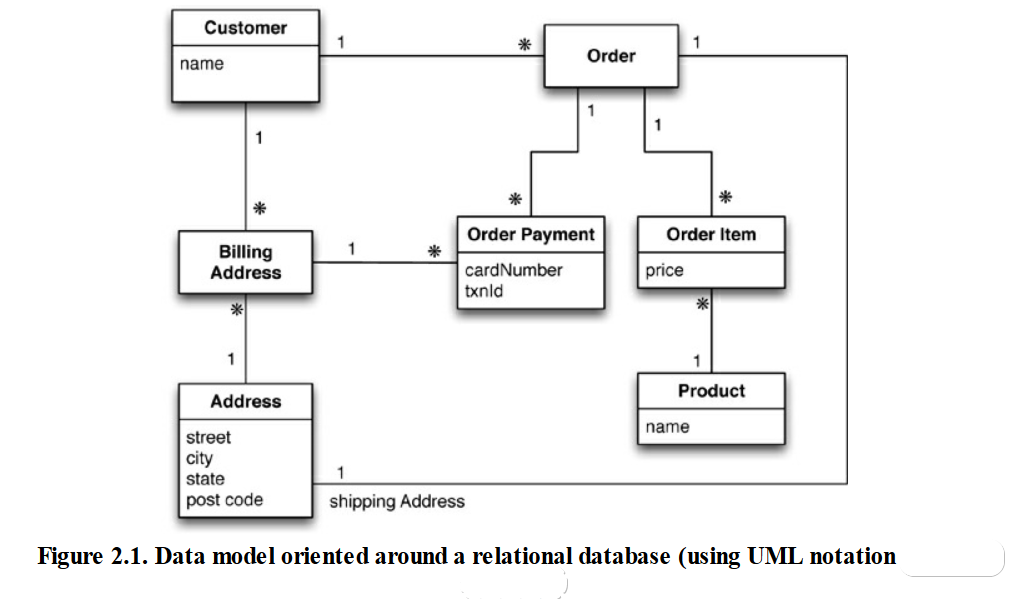 Customer
name
1
*
Order
1
1
*
1
1
*
*
Billing
Address
1
*
Order Payment
cardNumber
txnId
Order Item
price
*
1
*
1
Address
street
city
state
post code
Product
name
1
shipping Address
Figure 2.1. Data model oriented around a relational database (using UML notation